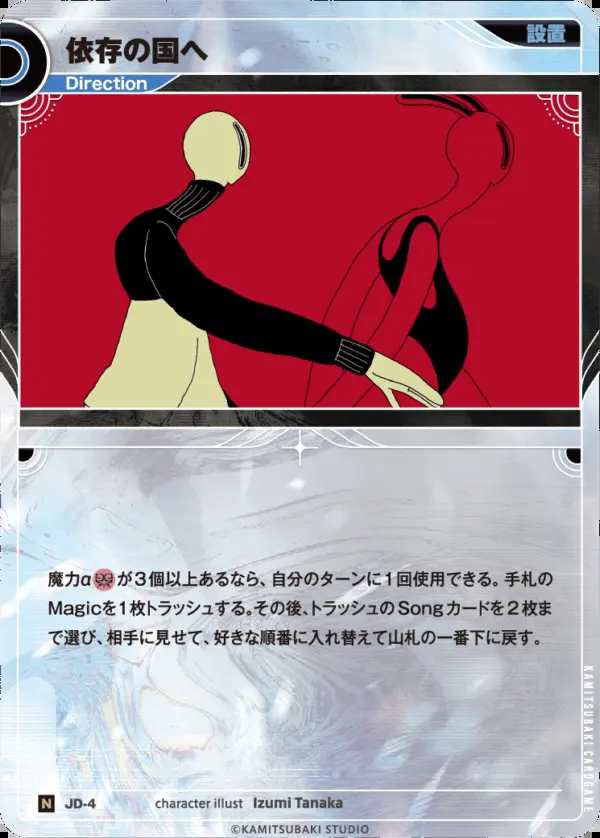 設置
依存の国へ
Direction
魔力αが3個以上あるなら、自分のターンに1回使用できる。手札の
Magicを1枚トラッシュする。その後、トラッシュのSongカードを2枚ま
で選び、相手に見せて、好きな順番に入れ替えて山札の一番下に戻す。
KAMITSUBAKI CARDGAME
N JD-4 character illust Izumi Tanaka
©KAMITSUBAKI STUDIO